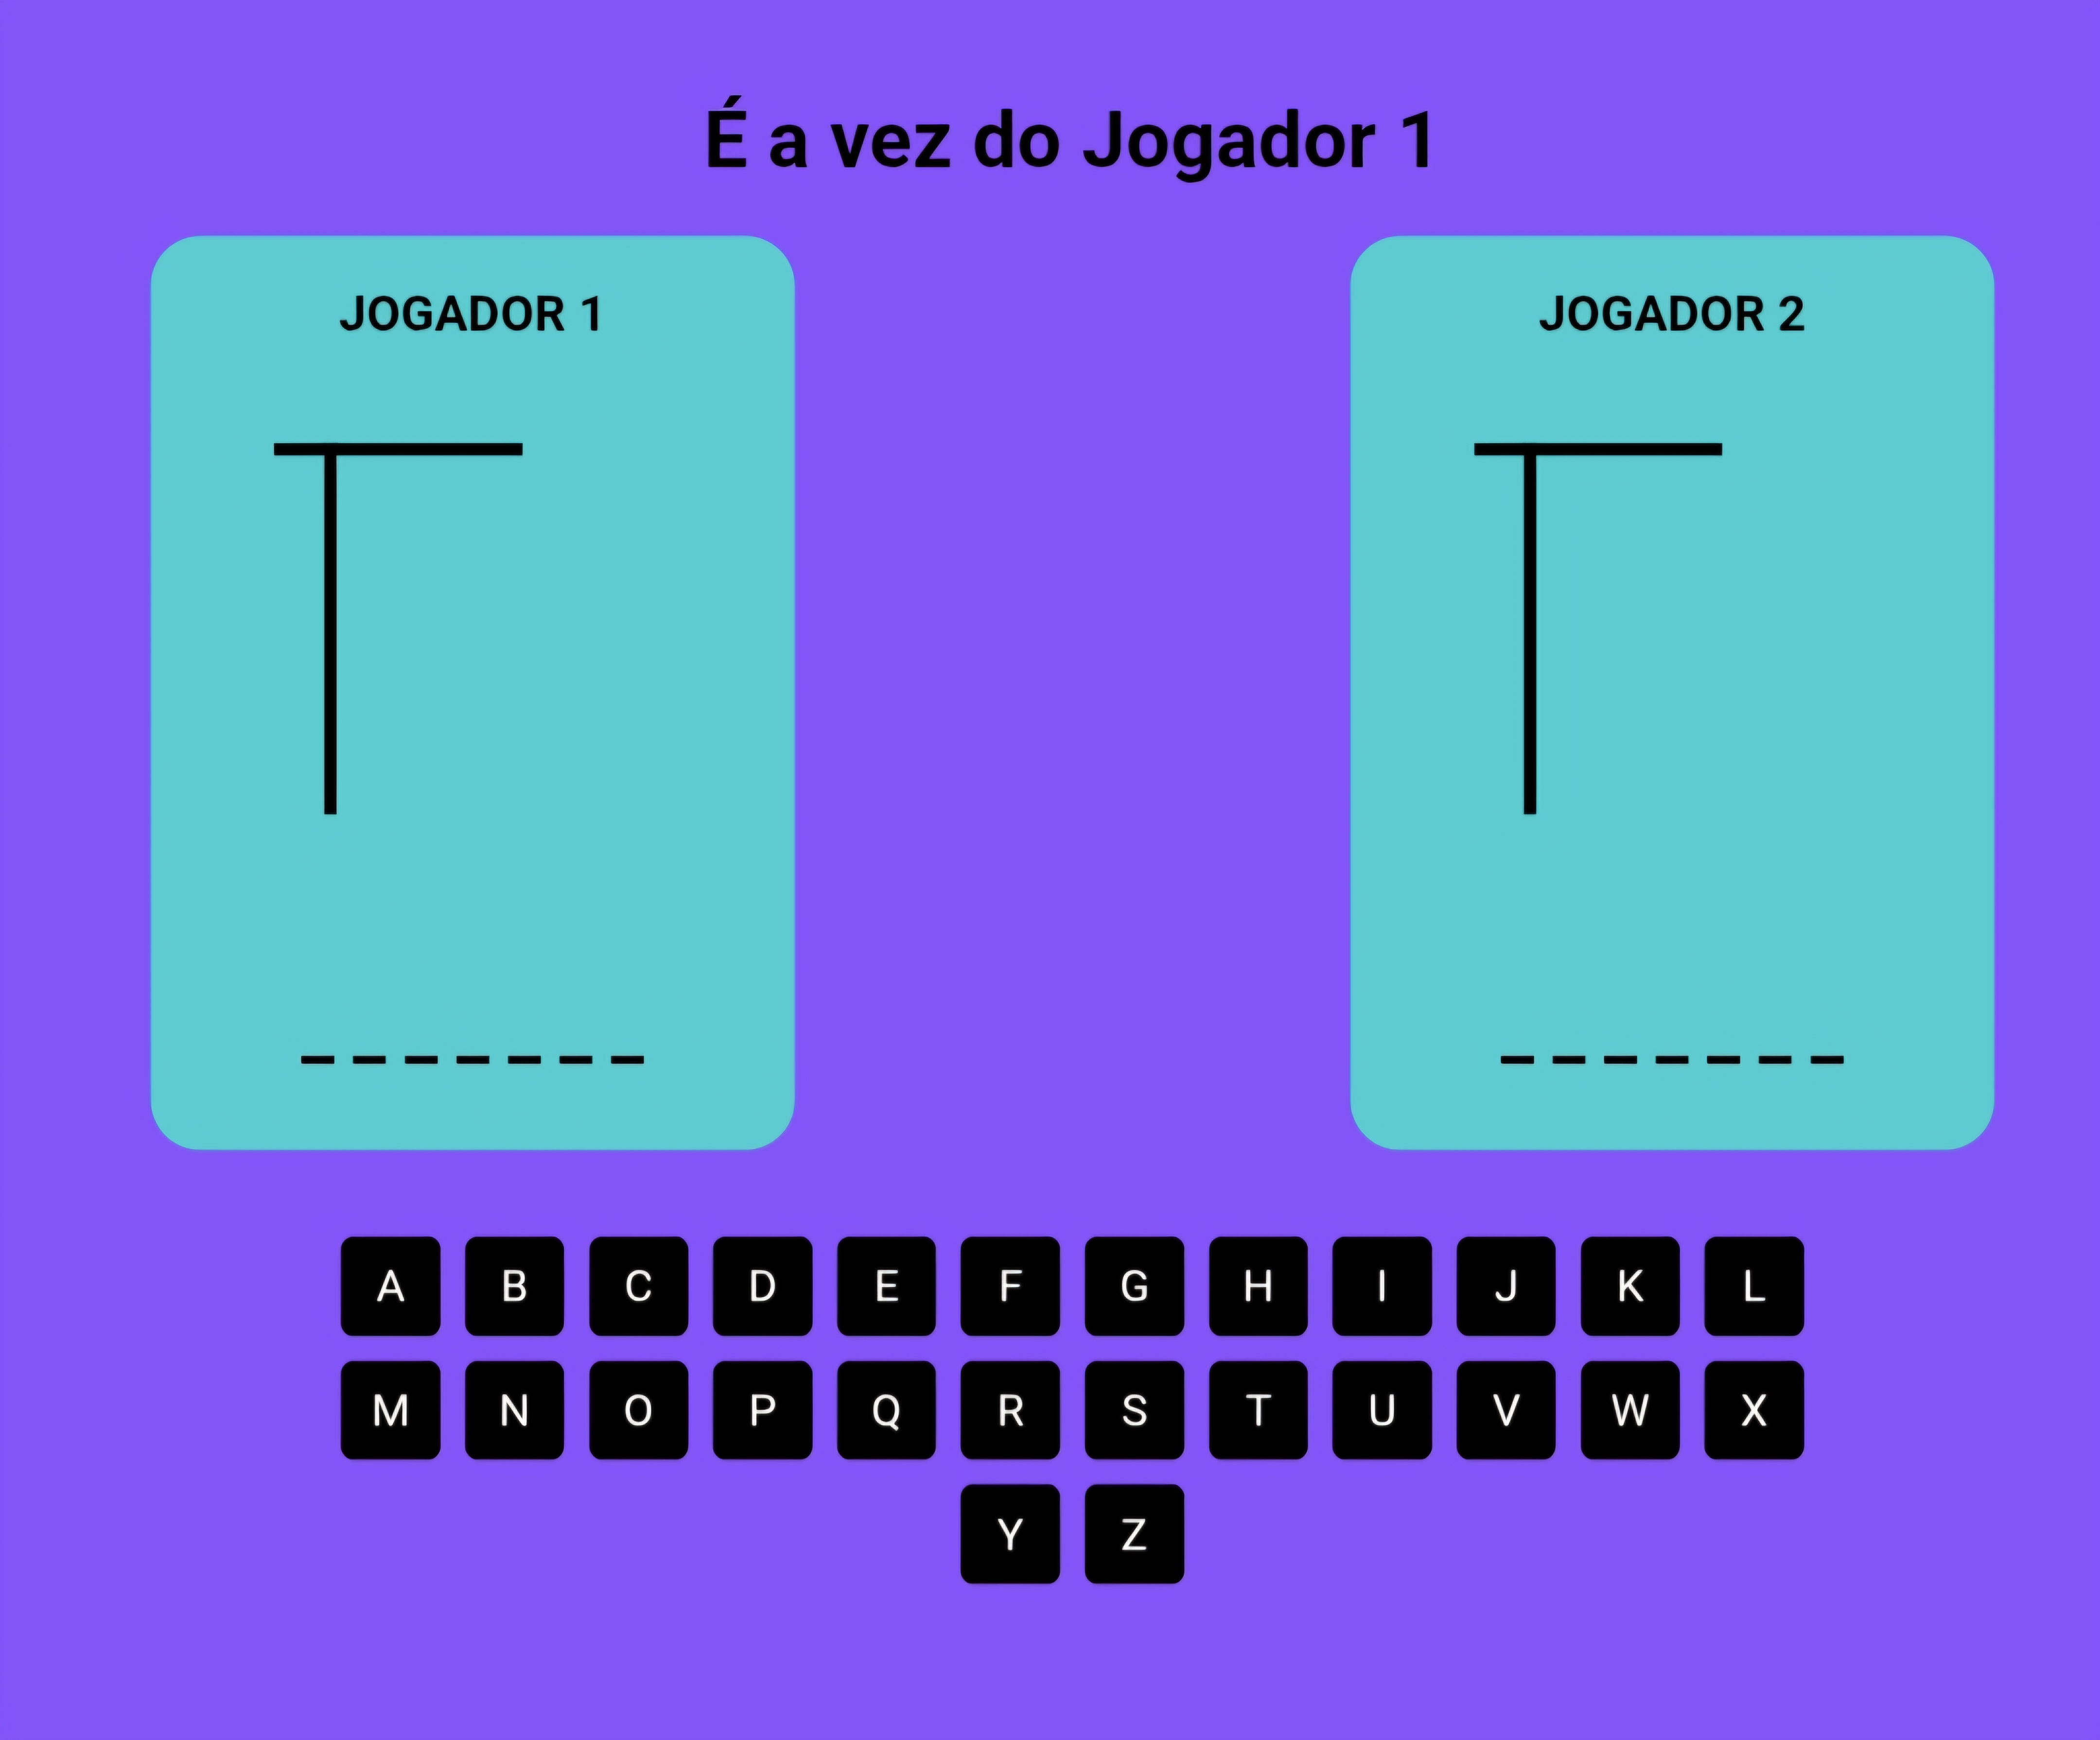 É a vez do Jogador 1
JOGADOR 1
JOGADOR 2
_ _ _ _ _ _ _
_ _ _ _ _ _ _
A B C D E F G H I J K L
M N O P Q R S T U V W X
Y Z